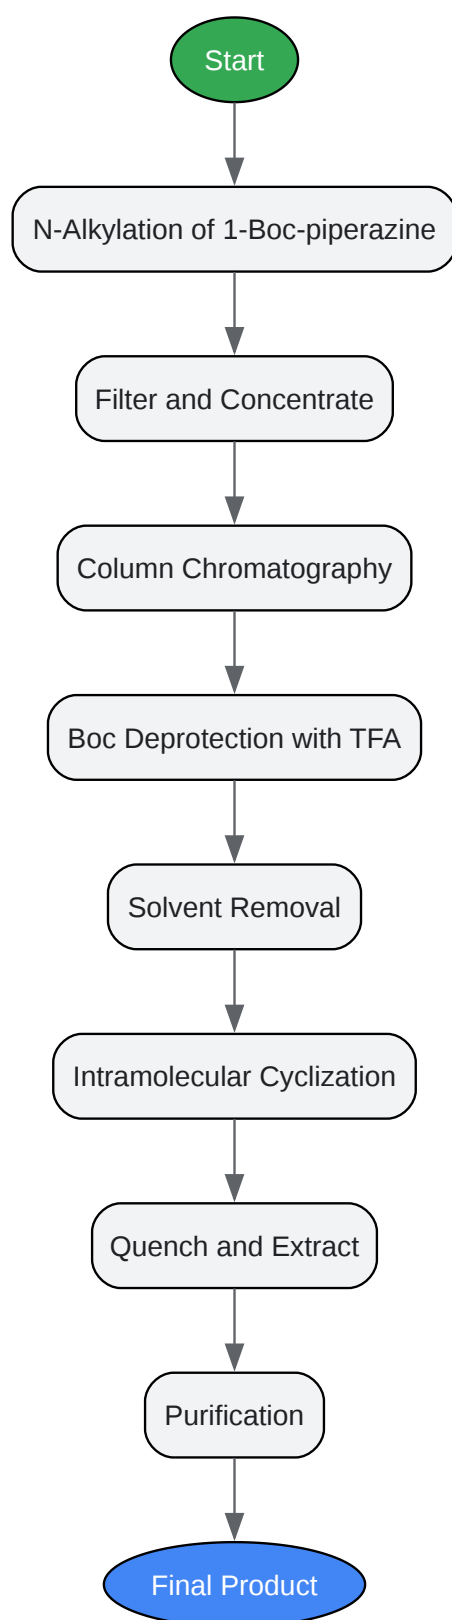 Start
N-Alkylation of 1-Boc-piperazine
Filter and Concentrate
Column Chromatography
Boc Deprotection with TFA
Solvent Removal
Intramolecular Cyclization
Quench and Extract
Purification
Final Product